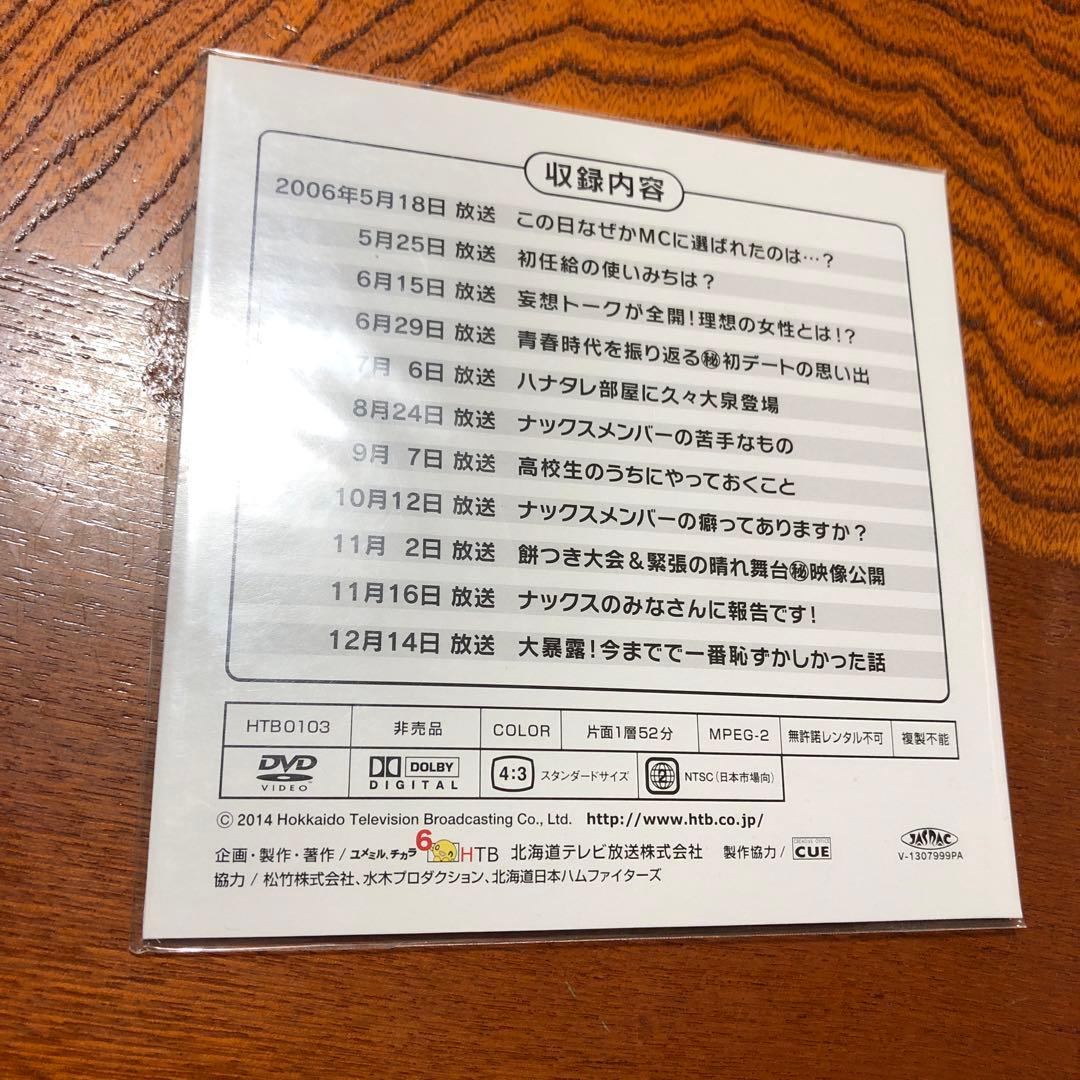 収録内容
2006年5月18日 放送 この日なぜかMCに選ばれたのは…?
5月25日 放送 初任給の使いみちは?
6月15日 放送 妄想トークが全開!理想の女性とは!?
6月29日 放送 青春時代を振り返る㊙初デートの思い出
7月 6日 放送 ハナタレ部屋に久々大泉登場
8月24日 放送 ナックスメンバーの苦手なもの
9月 7日 放送 高校生のうちにやっておくこと
10月12日 放送 ナックスメンバーの癖ってありますか?
11月 2日 放送 餅つき大会&緊張の晴れ舞台㊙映像公開
11月16日 放送 ナックスのみなさんに報告です!
12月14日 放送 大暴露!今までで一番恥ずかしかった話
HTB0103 非売品 COLOR 片面1層52分 MPEG-2 無許諾レンタル不可 複製不能
DVD VIDEO DOLBY DIGITAL 4:3 スタンダードサイズ 2 NTSC(日本市場向)
© 2014 Hokkaido Television Broadcasting Co., Ltd. http://www.htb.co.jp/
企画・製作・著作 / ユメミル、チカラ 6 HTB 北海道テレビ放送株式会社 製作協力 / CREATIVE OFFICE CUE
協力 / 松竹株式会社、水木プロダクション、北海道日本ハムファイターズ
JASRAC
V-1307999PA